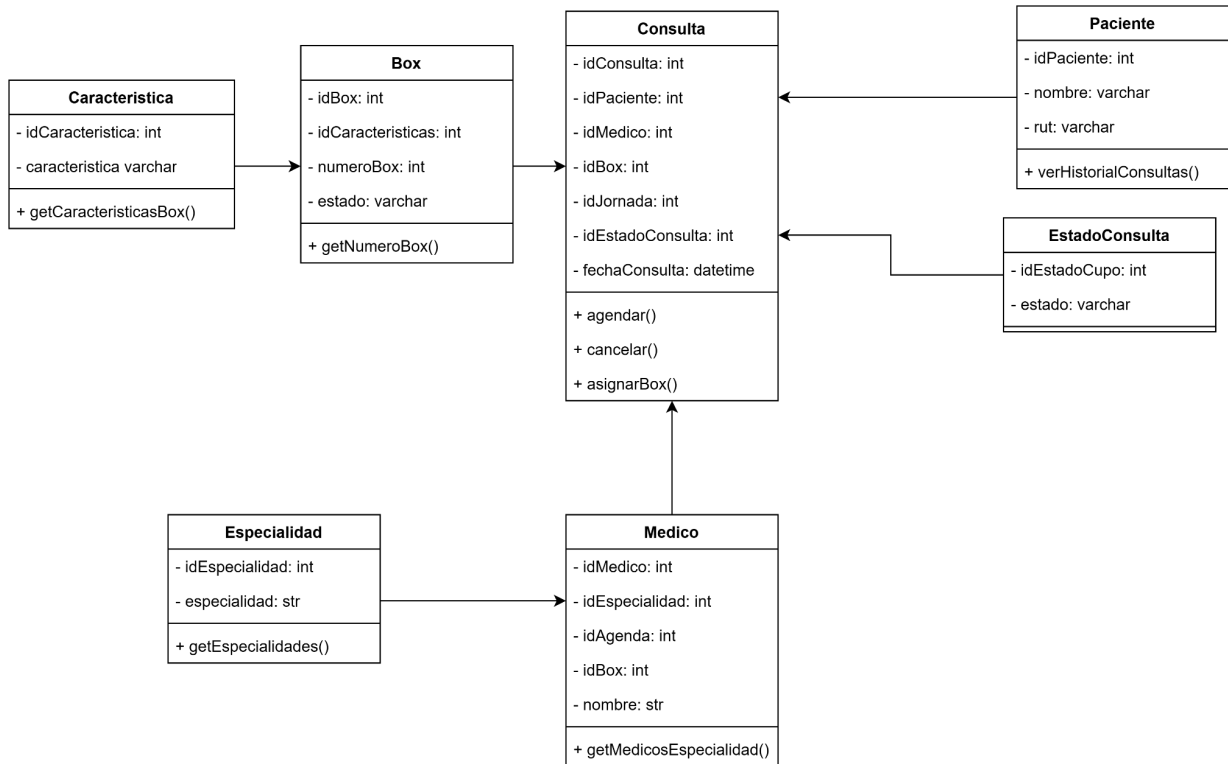 Caracteristica
- idCaracteristica: int
- caracteristica varchar
+ getCaracteristicasBox()
Box
- idBox: int
- idCaracteristicas: int
- numeroBox: int
- estado: varchar
+ getNumeroBox()
Consulta
- idConsulta: int
- idPaciente: int
- idMedico: int
- idBox: int
- idJornada: int
- idEstadoConsulta: int
- fechaConsulta: datetime
+ agendar()
+ cancelar()
+ asignarBox()
Paciente
- idPaciente: int
- nombre: varchar
- rut: varchar
+ verHistorialConsultas()
EstadoConsulta
- idEstadoCupo: int
- estado: varchar
Especialidad
- idEspecialidad: int
- especialidad: str
+ getEspecialidades()
Medico
- idMedico: int
- idEspecialidad: int
- idAgenda: int
- idBox: int
- nombre: str
+ getMedicosEspecialidad()